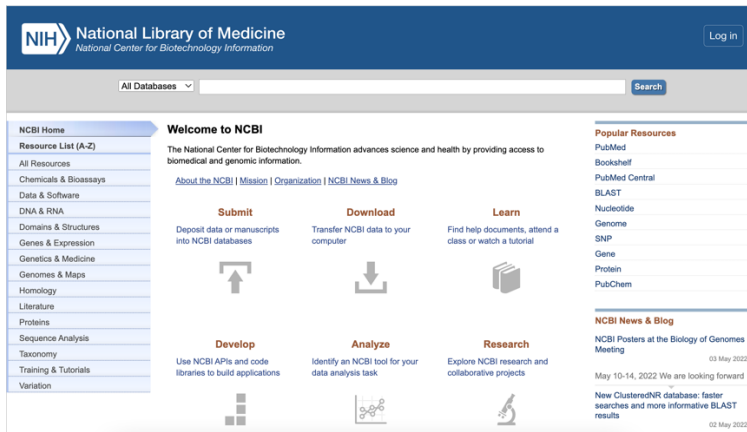 NIH National Library of Medicine
National Center for Biotechnology Information
Log in
All Databases
Search
NCBI Home
Resource List (A-Z)
All Resources
Chemicals & Bioassays
Data & Software
DNA & RNA
Domains & Structures
Genes & Expression
Genetics & Medicine
Genomes & Maps
Homology
Literature
Proteins
Sequence Analysis
Taxonomy
Training & Tutorials
Variation
Welcome to NCBI
The National Center for Biotechnology Information advances science and health by providing access to
biomedical and genomic information.
About the NCBI | Mission | Organization | NCBI News & Blog
Submit
Deposit data or manuscripts
into NCBI databases
Download
Transfer NCBI data to your
computer
Learn
Find help documents, attend a
class or watch a tutorial
Develop
Use NCBI APIs and code
libraries to build applications
Analyze
Identify an NCBI tool for your
data analysis task
Research
Explore NCBI research and
collaborative projects
Popular Resources
PubMed
Bookshelf
PubMed Central
BLAST
Nucleotide
Genome
SNP
Gene
Protein
PubChem
NCBI News & Blog
NCBI Posters at the Biology of Genomes
Meeting
03 May 2022
May 10-14, 2022 We are looking forward
New ClusteredNR database: faster
searches and more informative BLAST
results
02 May 2022